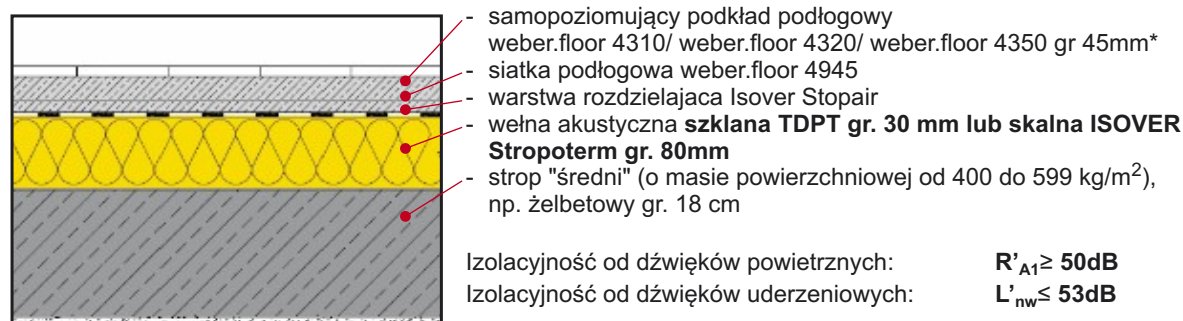 - samopoziomujący podkład podłogowy
weber.floor 4310/ weber.floor 4320/ weber.floor 4350 gr 45mm*
- siatka podłogowa weber.floor 4945
- warstwa rozdzielajaca Isover Stopair
- wełna akustyczna szklana TDPT gr. 30 mm lub skalna ISOVER
Stropoterm gr. 80mm
- strop "średni" (o masie powierzchniowej od 400 do 599 kg/m²),
np. żelbetowy gr. 18 cm
Izolacyjność od dźwięków powietrznych: R’A1≥ 50dB
Izolacyjność od dźwięków uderzeniowych: L’nw≤ 53dB